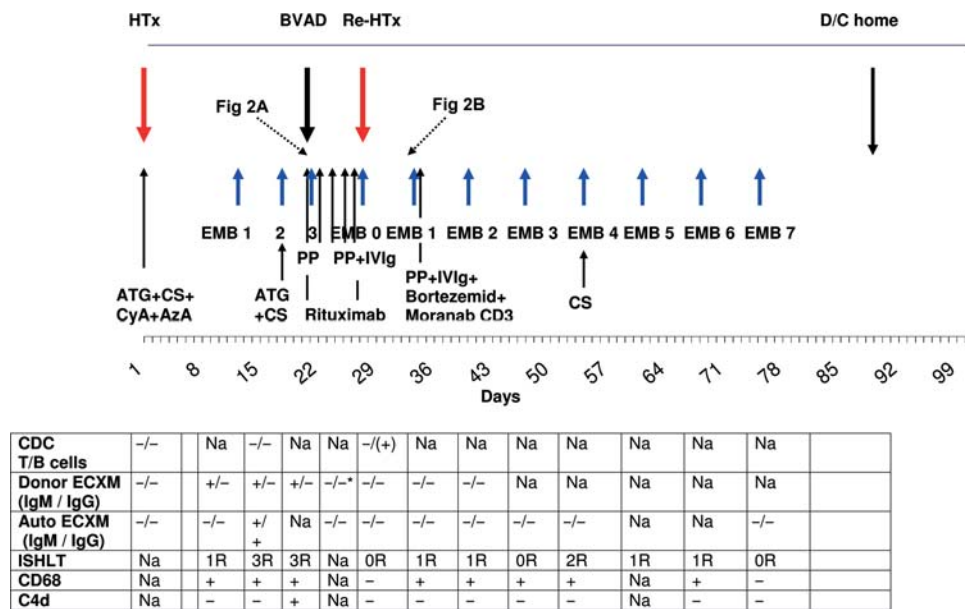 HTx BVAD Re-HTx D/C home
Fig 2A Fig 2B
EMB 1 2 3 EMB 0 EMB 1 EMB 2 EMB 3 EMB 4 EMB 5 EMB 6 EMB 7
PP PP+IVIg
ATG+CS+
CyA+AzA
ATG
+CS
Rituximab
PP+IVIg+
Bortezemid+
Moranab CD3
CS
1 8 15 22 29 36 43 50 57 64 71 78 85 92 99
Days
CDC
T/B cells −/− Na −/− Na Na −/(+) Na Na Na Na Na Na Na
Donor ECXM
(IgM / IgG) −/− +/− +/− +/− −/−* −/− −/− −/− Na Na Na Na Na
Auto ECXM
(IgM / IgG) −/− −/− +/
+ Na −/− −/− −/− −/− −/− −/− Na Na −/−
ISHLT Na 1R 3R 3R Na 0R 1R 1R 0R 2R 1R 1R 0R
CD68 Na + + + Na − + + + + Na + −
C4d Na − − + Na − − − − − Na − −